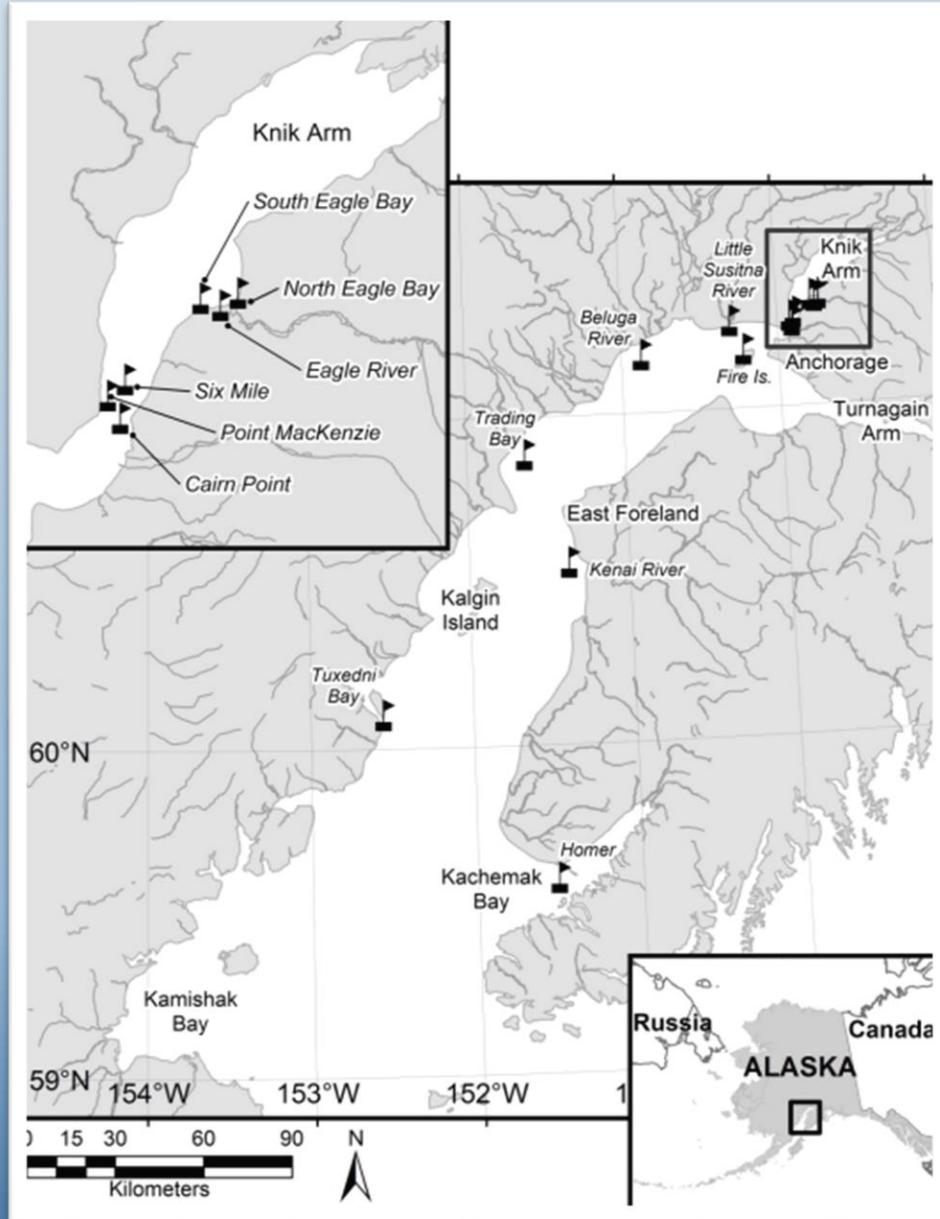 Knik Arm
South Eagle Bay
North Eagle Bay
Eagle River
Six Mile
Point MacKenzie
Cairn Point
Little
Susitna
River
Knik
Arm
Beluga
River
Fire Is.
Anchorage
Trading
Bay
Turnagain
Arm
East Foreland
Kenai River
Kalgin
Island
Tuxedni
Bay
60°N
Homer
Kachemak
Bay
Kamishak
Bay
59°N
154°W
153°W
152°W
1
Russia
Canada
ALASKA
0 15 30 60 90
Kilometers
N